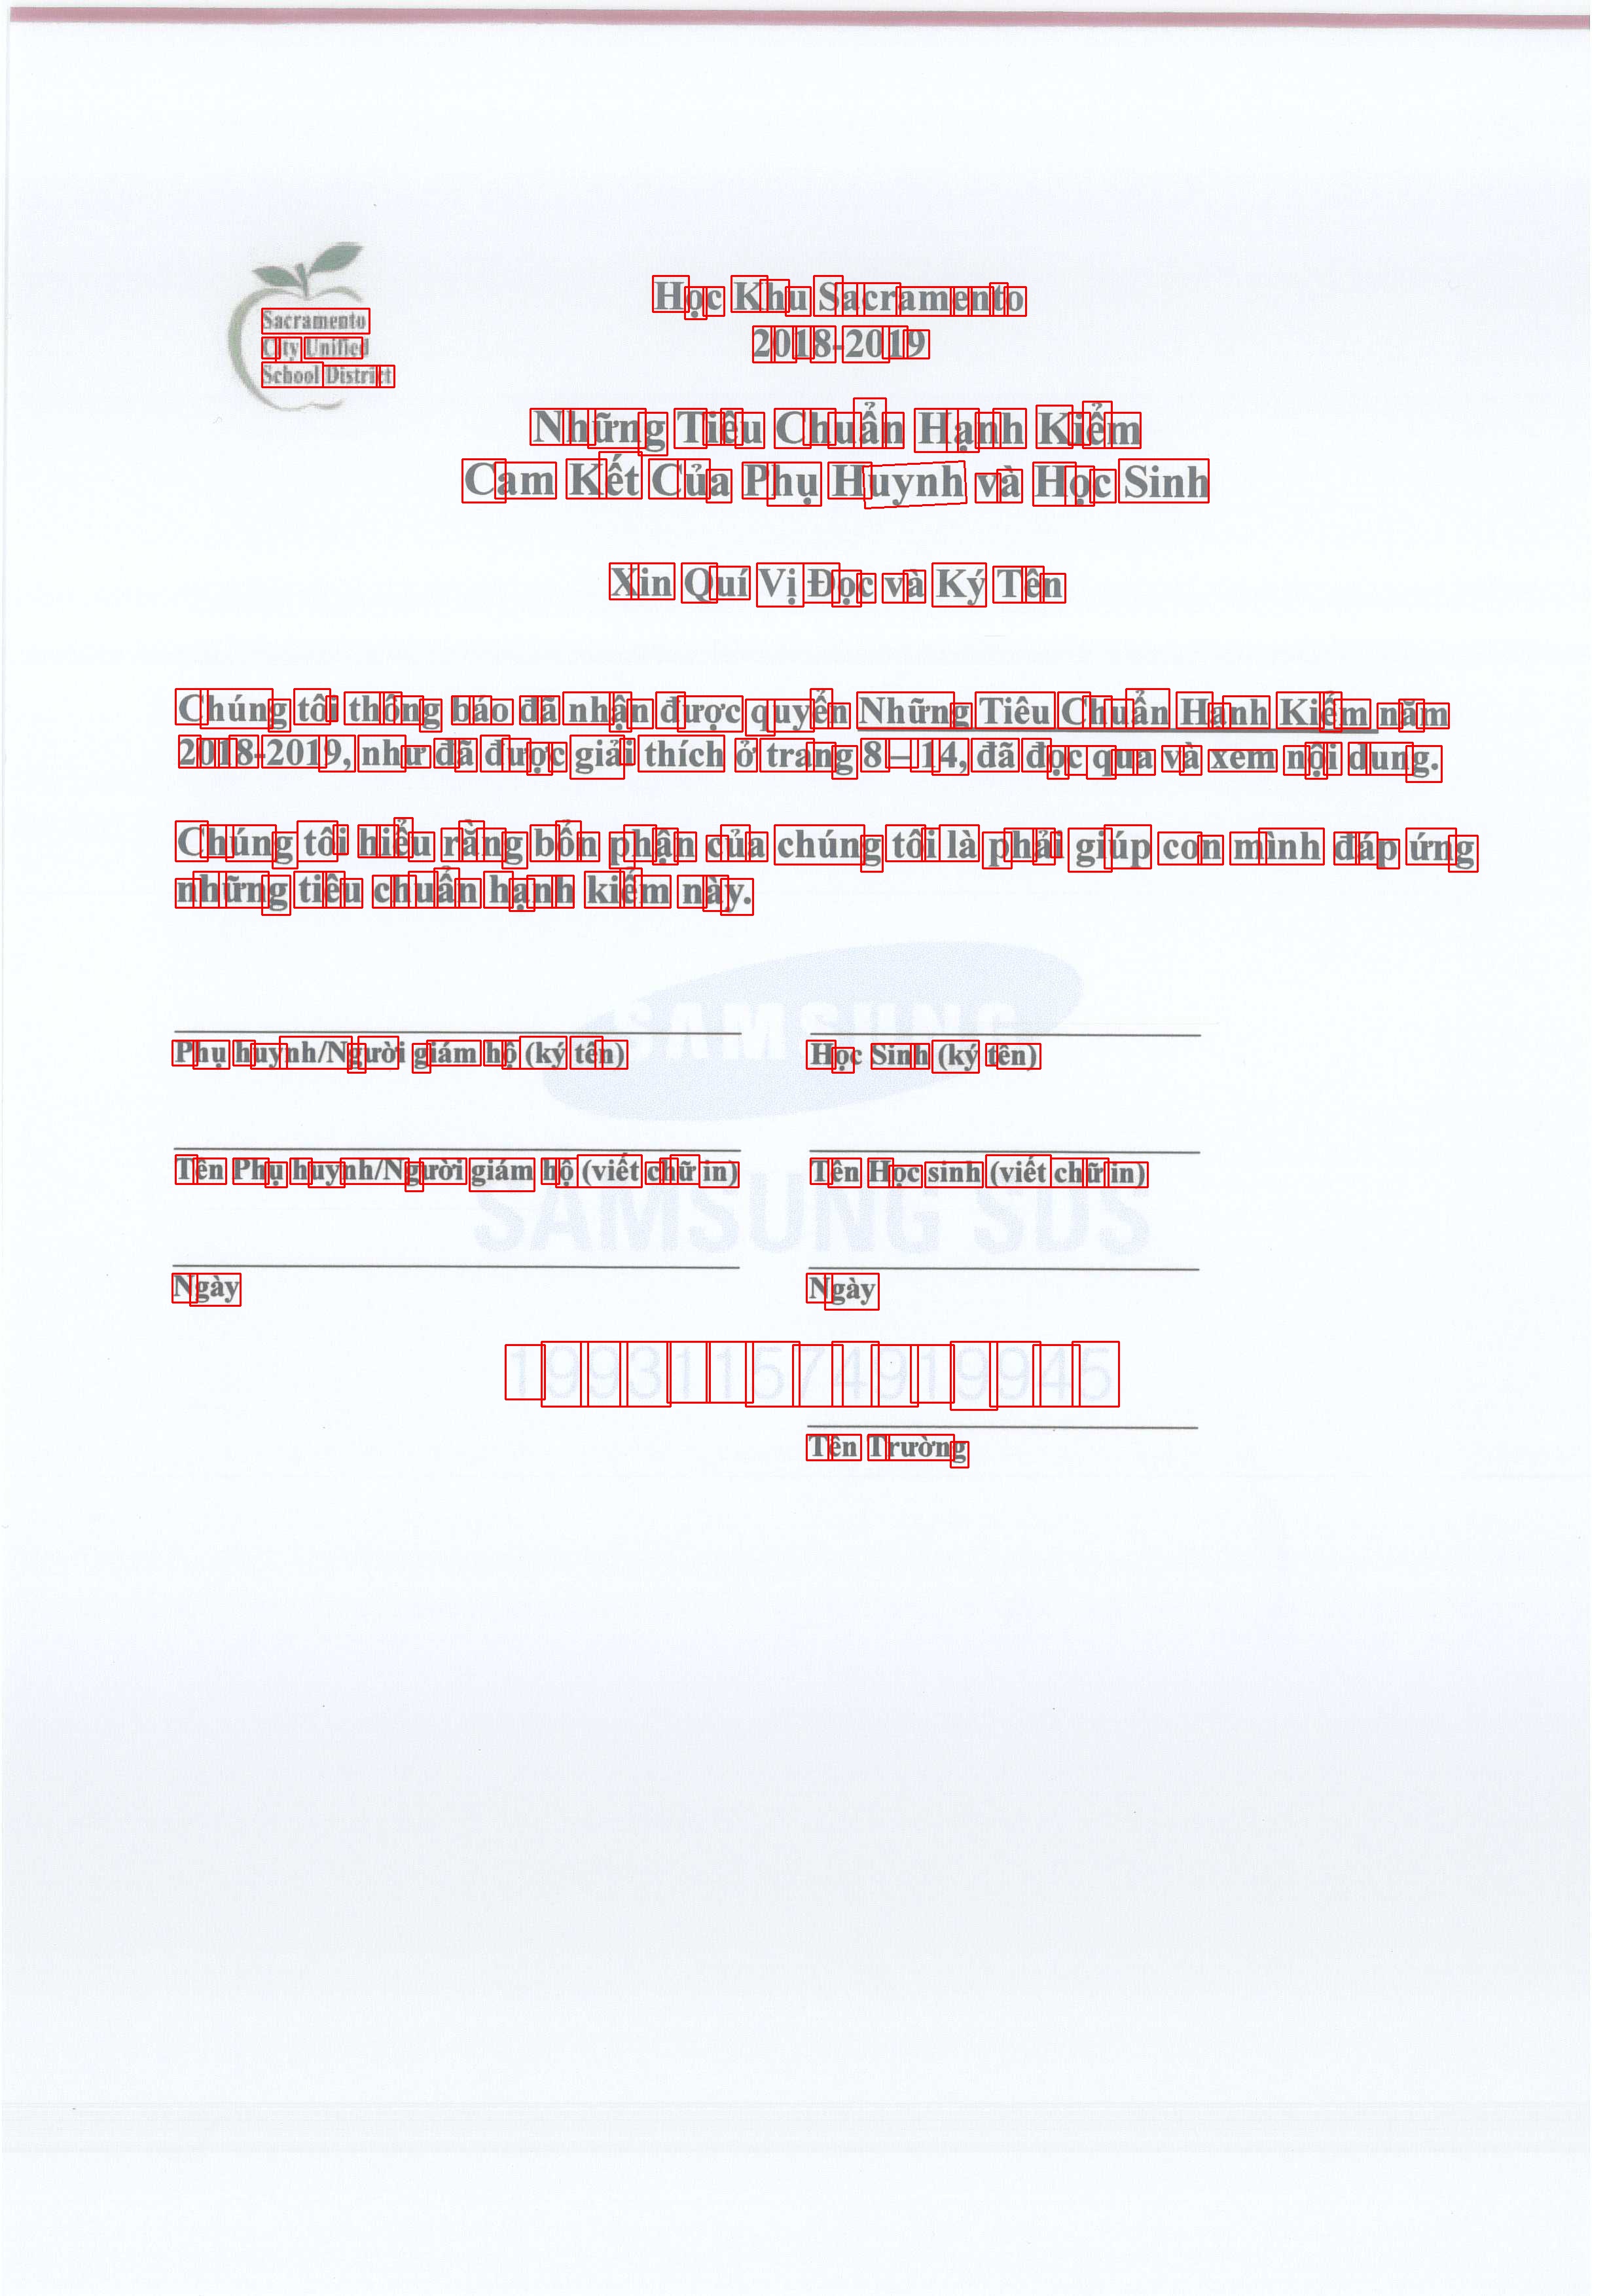 Sacramento
City Unified
School District
Học Khu Sacramento
2018-2019
Những Tiêu Chuẩn Hạnh Kiểm
Cam Kết Của Phụ Huynh và Học Sinh
Xin Quí Vị Đọc và Ký Tên
Chúng tôi thông báo đã nhận được quyển Những Tiêu Chuẩn Hạnh Kiểm năm
2018-2019, như đã được giải thích ở trang 8 – 14, đã đọc qua và xem nội dung.
Chúng tôi hiểu rằng bổn phận của chúng tôi là phải giúp con mình đáp ứng
những tiêu chuẩn hạnh kiểm này.
SAMSUNG
Phụ huynh/Người giám hộ (ký tên) Học Sinh (ký tên)
Tên Phụ huynh/Người giám hộ (viết chữ in) Tên Học sinh (viết chữ in)
SAMSUNG SDS
Ngày Ngày
199311574919945
Tên Trường